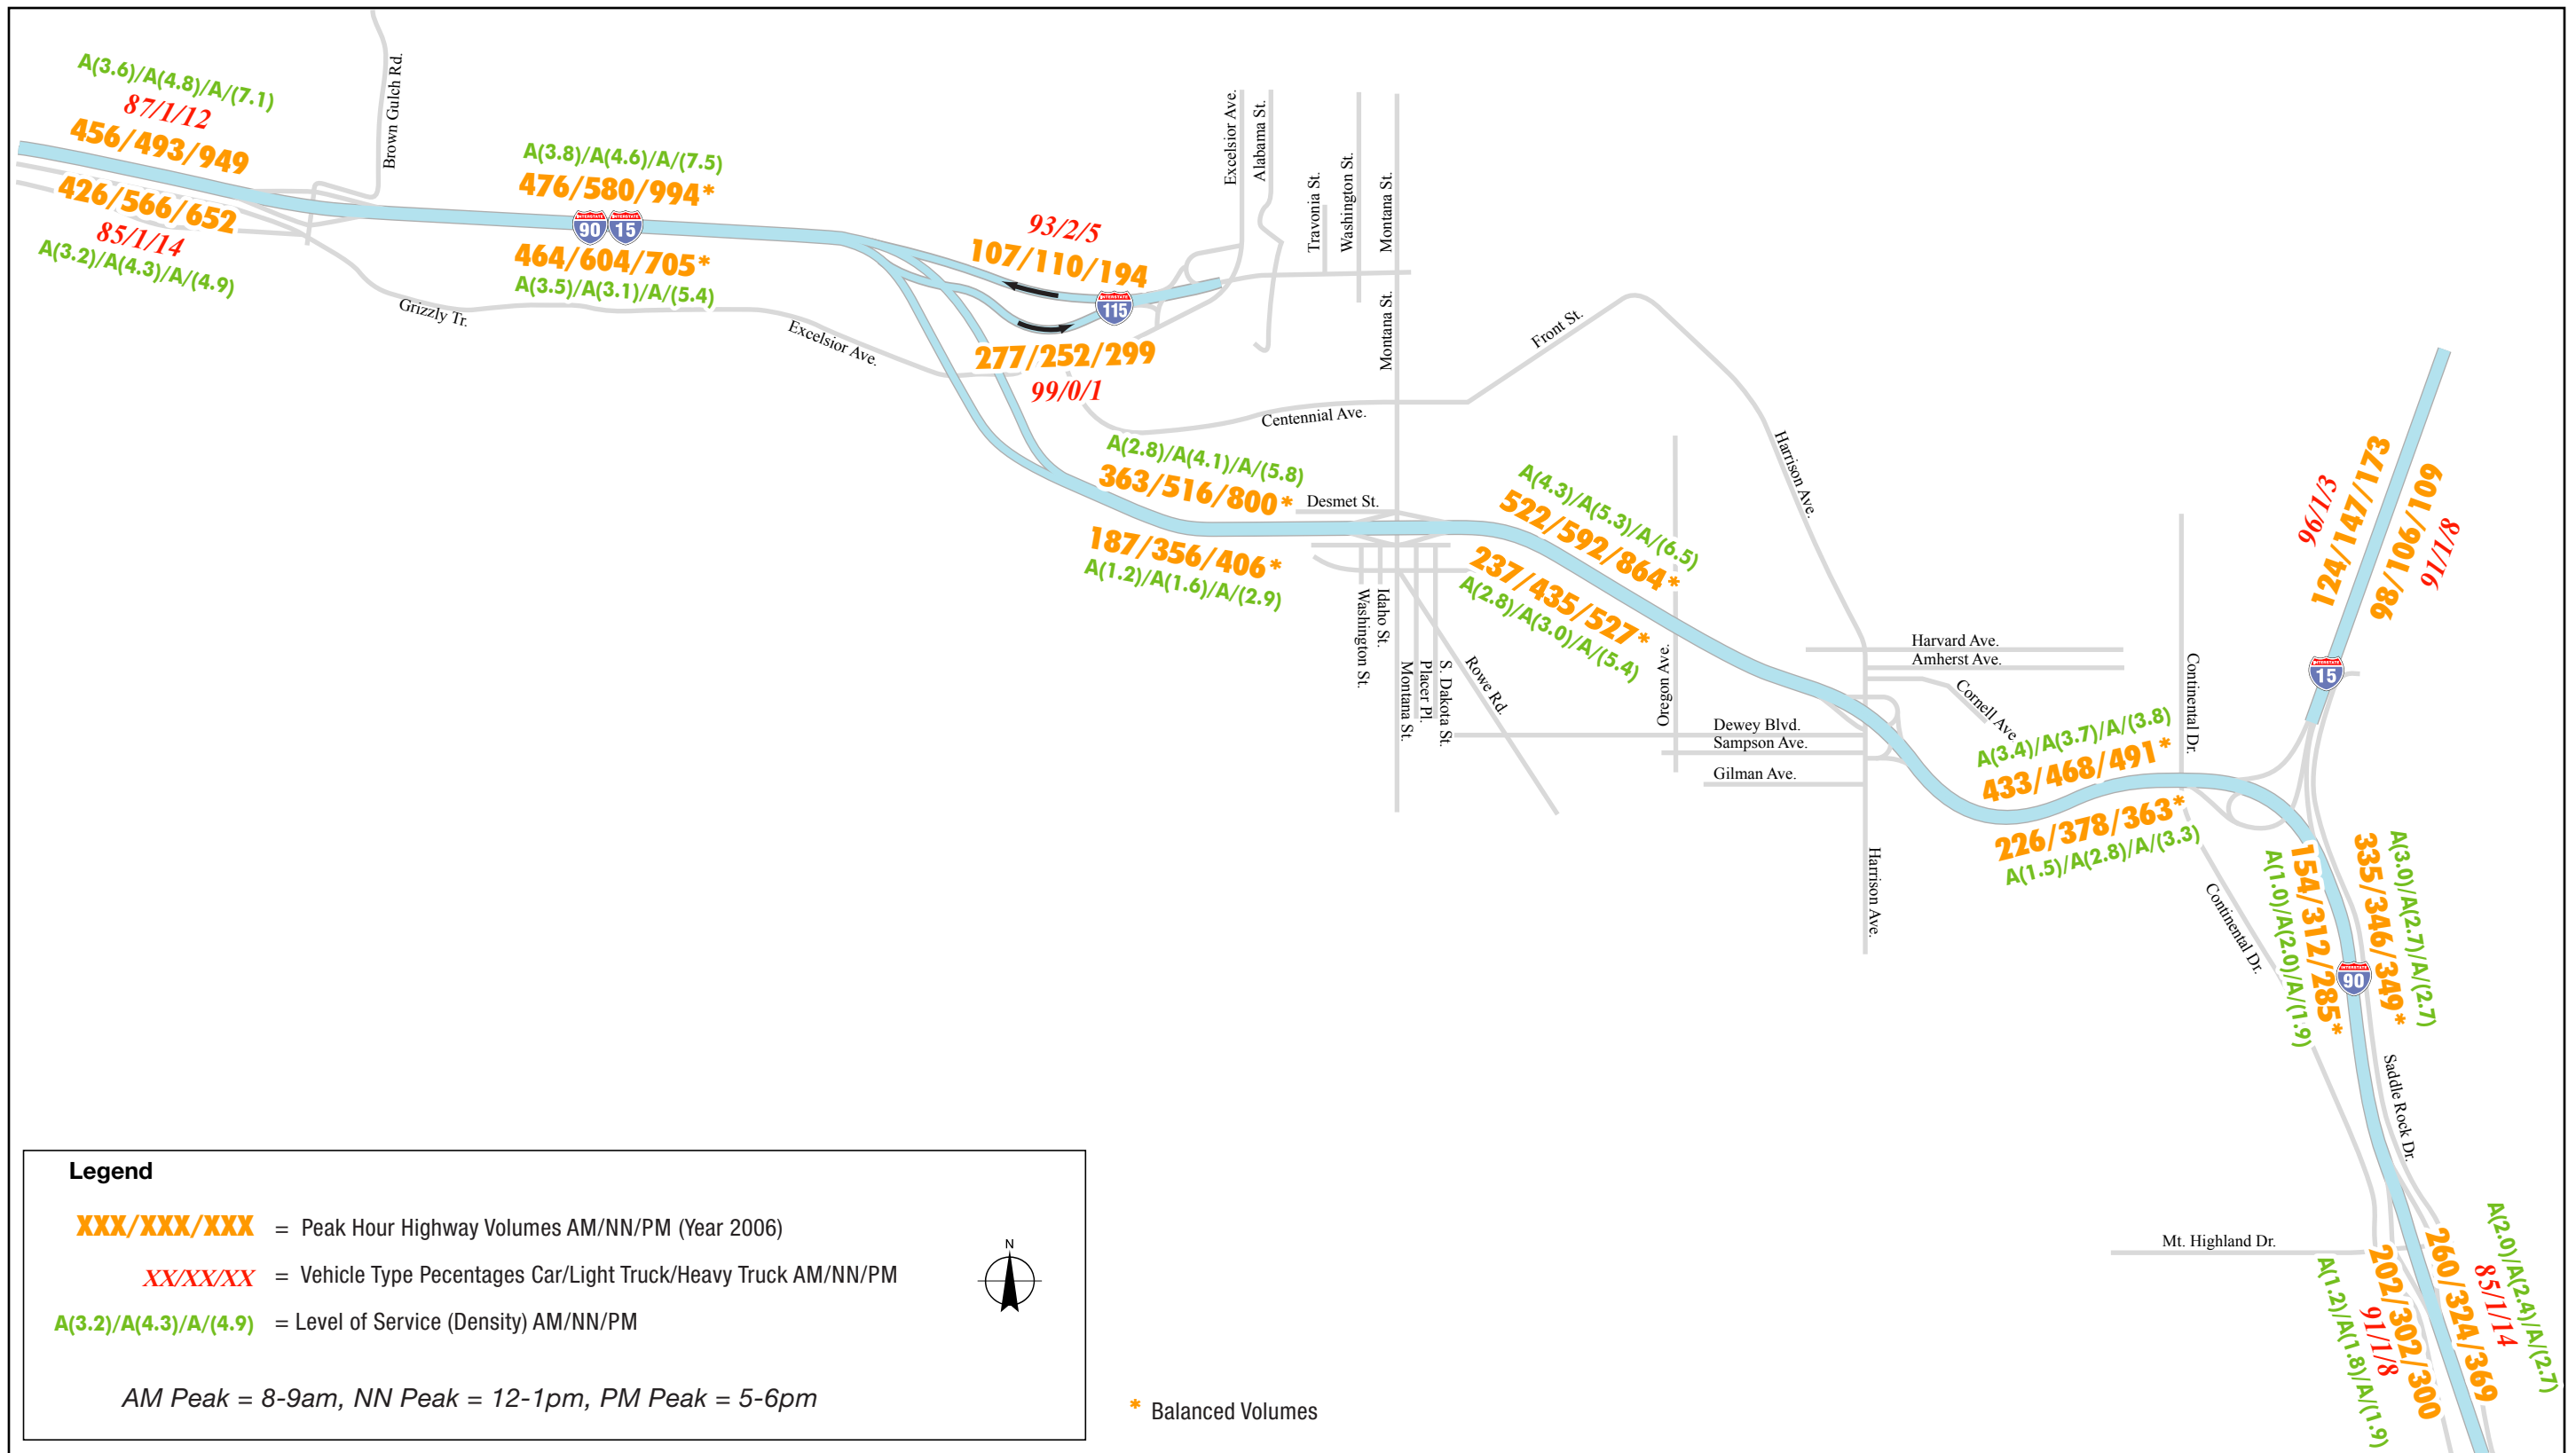 A(3.6)/A(4.8)/A/(7.1)
87/1/12
456/493/949
426/566/652
85/1/14
A(3.2)/A(4.3)/A/(4.9)
Brown Gulch Rd.
A(3.8)/A(4.6)/A/(7.5)
476/580/994*
INTERSTATE
90
INTERSTATE
15
464/604/705*
A(3.5)/A(3.1)/A/(5.4)
Grizzly Tr.
Excelsior Ave.
93/2/5
107/110/194
INTERSTATE
115
277/252/299
99/0/1
Excelsior Ave.
Alabama St.
Travonia St.
Washington St.
Montana St.
Montana St.
Centennial Ave.
Front St.
Harrison Ave.
A(2.8)/A(4.1)/A/(5.8)
363/516/800*
Desmet St.
187/356/406*
A(1.2)/A(1.6)/A/(2.9)
A(4.3)/A(5.3)/A/(6.5)
522/592/864*
237/435/527*
A(2.8)/A(3.0)/A/(5.4)
Washington St.
Idaho St.
Montana St.
Placer Pl.
S. Dakota St.
Rowe Rd.
Oregon Ave.
Harvard Ave.
Amherst Ave.
Cornell Ave.
Dewey Blvd.
Sampson Ave.
Gilman Ave.
Harrison Ave.
Continental Dr.
A(3.4)/A(3.7)/A/(3.8)
433/468/491*
226/378/363*
A(1.5)/A(2.8)/A/(3.3)
96/1/3
124/147/173
98/106/109
91/1/8
INTERSTATE
15
Continental Dr.
A(1.0)/A(2.0)/A/(1.9)
154/312/285*
335/346/349*
A(3.0)/A(2.7)/A/(2.7)
INTERSTATE
90
Saddle Rock Dr.
Mt. Highland Dr.
A(1.2)/A(1.8)/A/(1.9)
91/1/8
202/302/300
260/324/369
85/1/14
A(2.0)/A(2.4)/A/(2.7)
Legend
XXX/XXX/XXX = Peak Hour Highway Volumes AM/NN/PM (Year 2006)
XX/XX/XX = Vehicle Type Pecentages Car/Light Truck/Heavy Truck AM/NN/PM
A(3.2)/A(4.3)/A/(4.9) = Level of Service (Density) AM/NN/PM
N
AM Peak = 8-9am, NN Peak = 12-1pm, PM Peak = 5-6pm
* Balanced Volumes